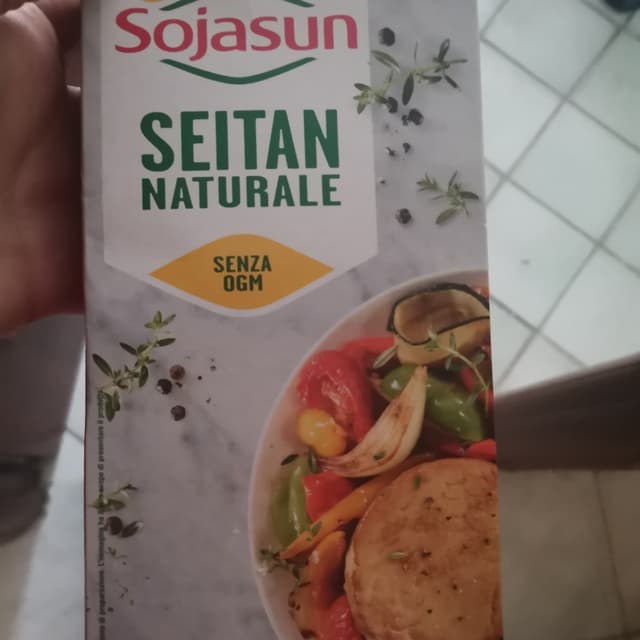 Sojasun
SEITAN
NATURALE
SENZA
OGM